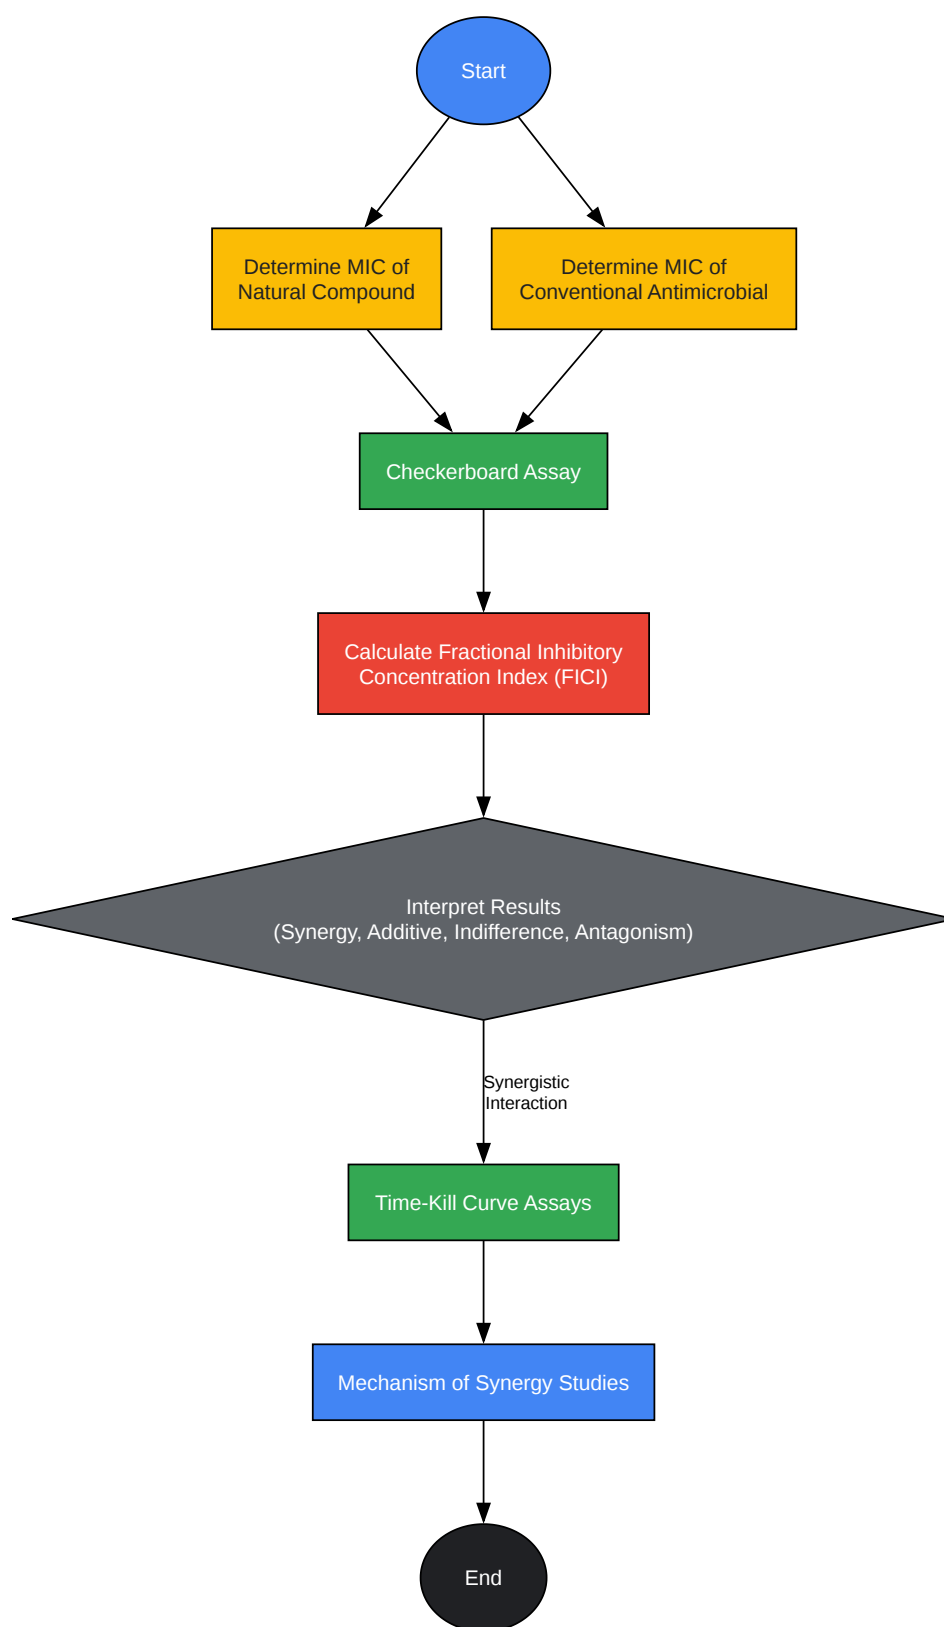 Start
Determine MIC of
Natural Compound
Determine MIC of
Conventional Antimicrobial
Checkerboard Assay
Calculate Fractional Inhibitory
Concentration Index (FICI)
Interpret Results
(Synergy, Additive, Indifference, Antagonism)
Synergistic
Interaction
Time-Kill Curve Assays
Mechanism of Synergy Studies
End